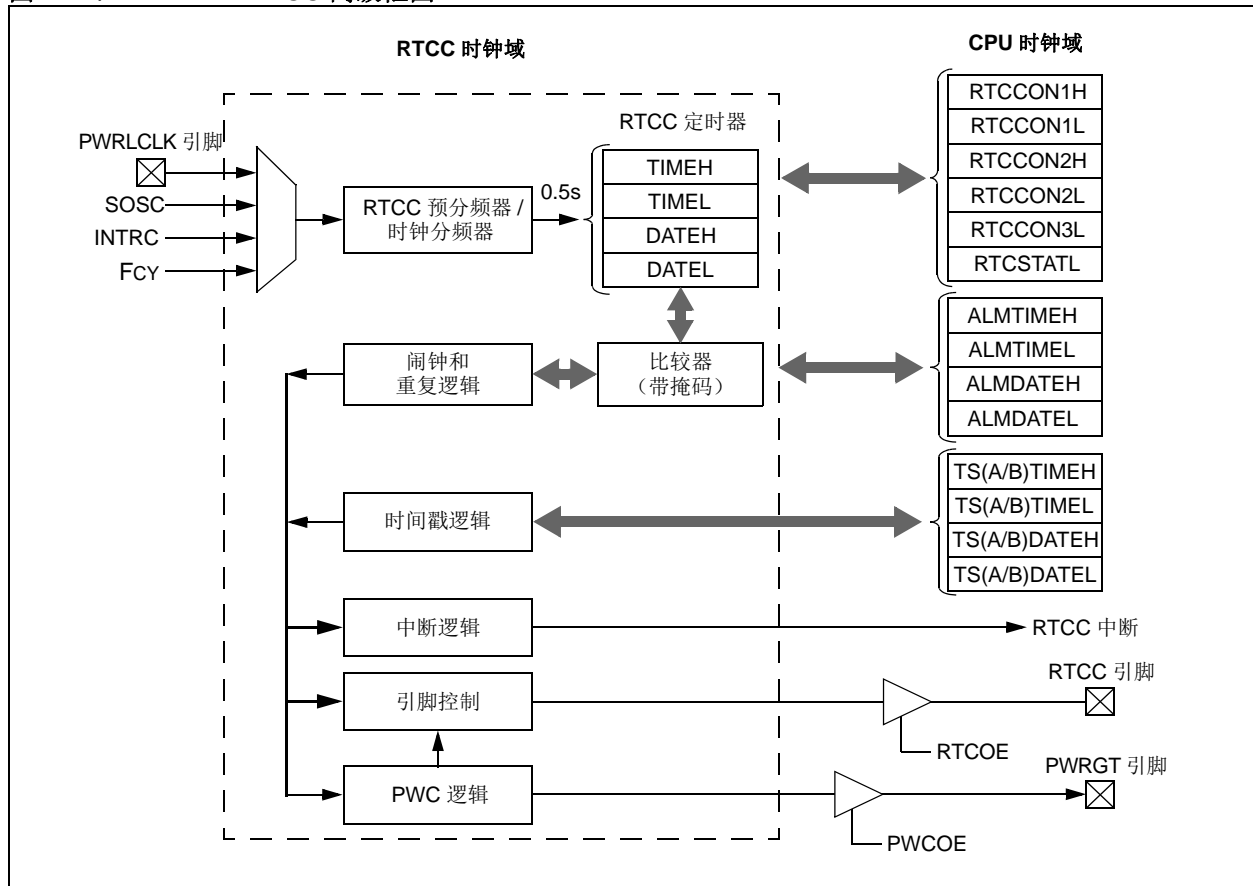 RTCC 时钟域
CPU 时钟域
PWRLCLK 引脚
SOSC
INTRC
FCY
RTCC 预分频器 /
时钟分频器
0.5s
RTCC 定时器
TIMEH
TIMEL
DATEH
DATEL
RTCCON1H
RTCCON1L
RTCCON2H
RTCCON2L
RTCCON3L
RTCSTATL
闹钟和
重复逻辑
比较器
（带掩码）
ALMTIMEH
ALMTIMEL
ALMDATEH
ALMDATEL
时间戳逻辑
TS(A/B)TIMEH
TS(A/B)TIMEL
TS(A/B)DATEH
TS(A/B)DATEL
中断逻辑
RTCC 中断
引脚控制
RTCC 引脚
RTCOE
PWC 逻辑
PWRGT 引脚
PWCOE